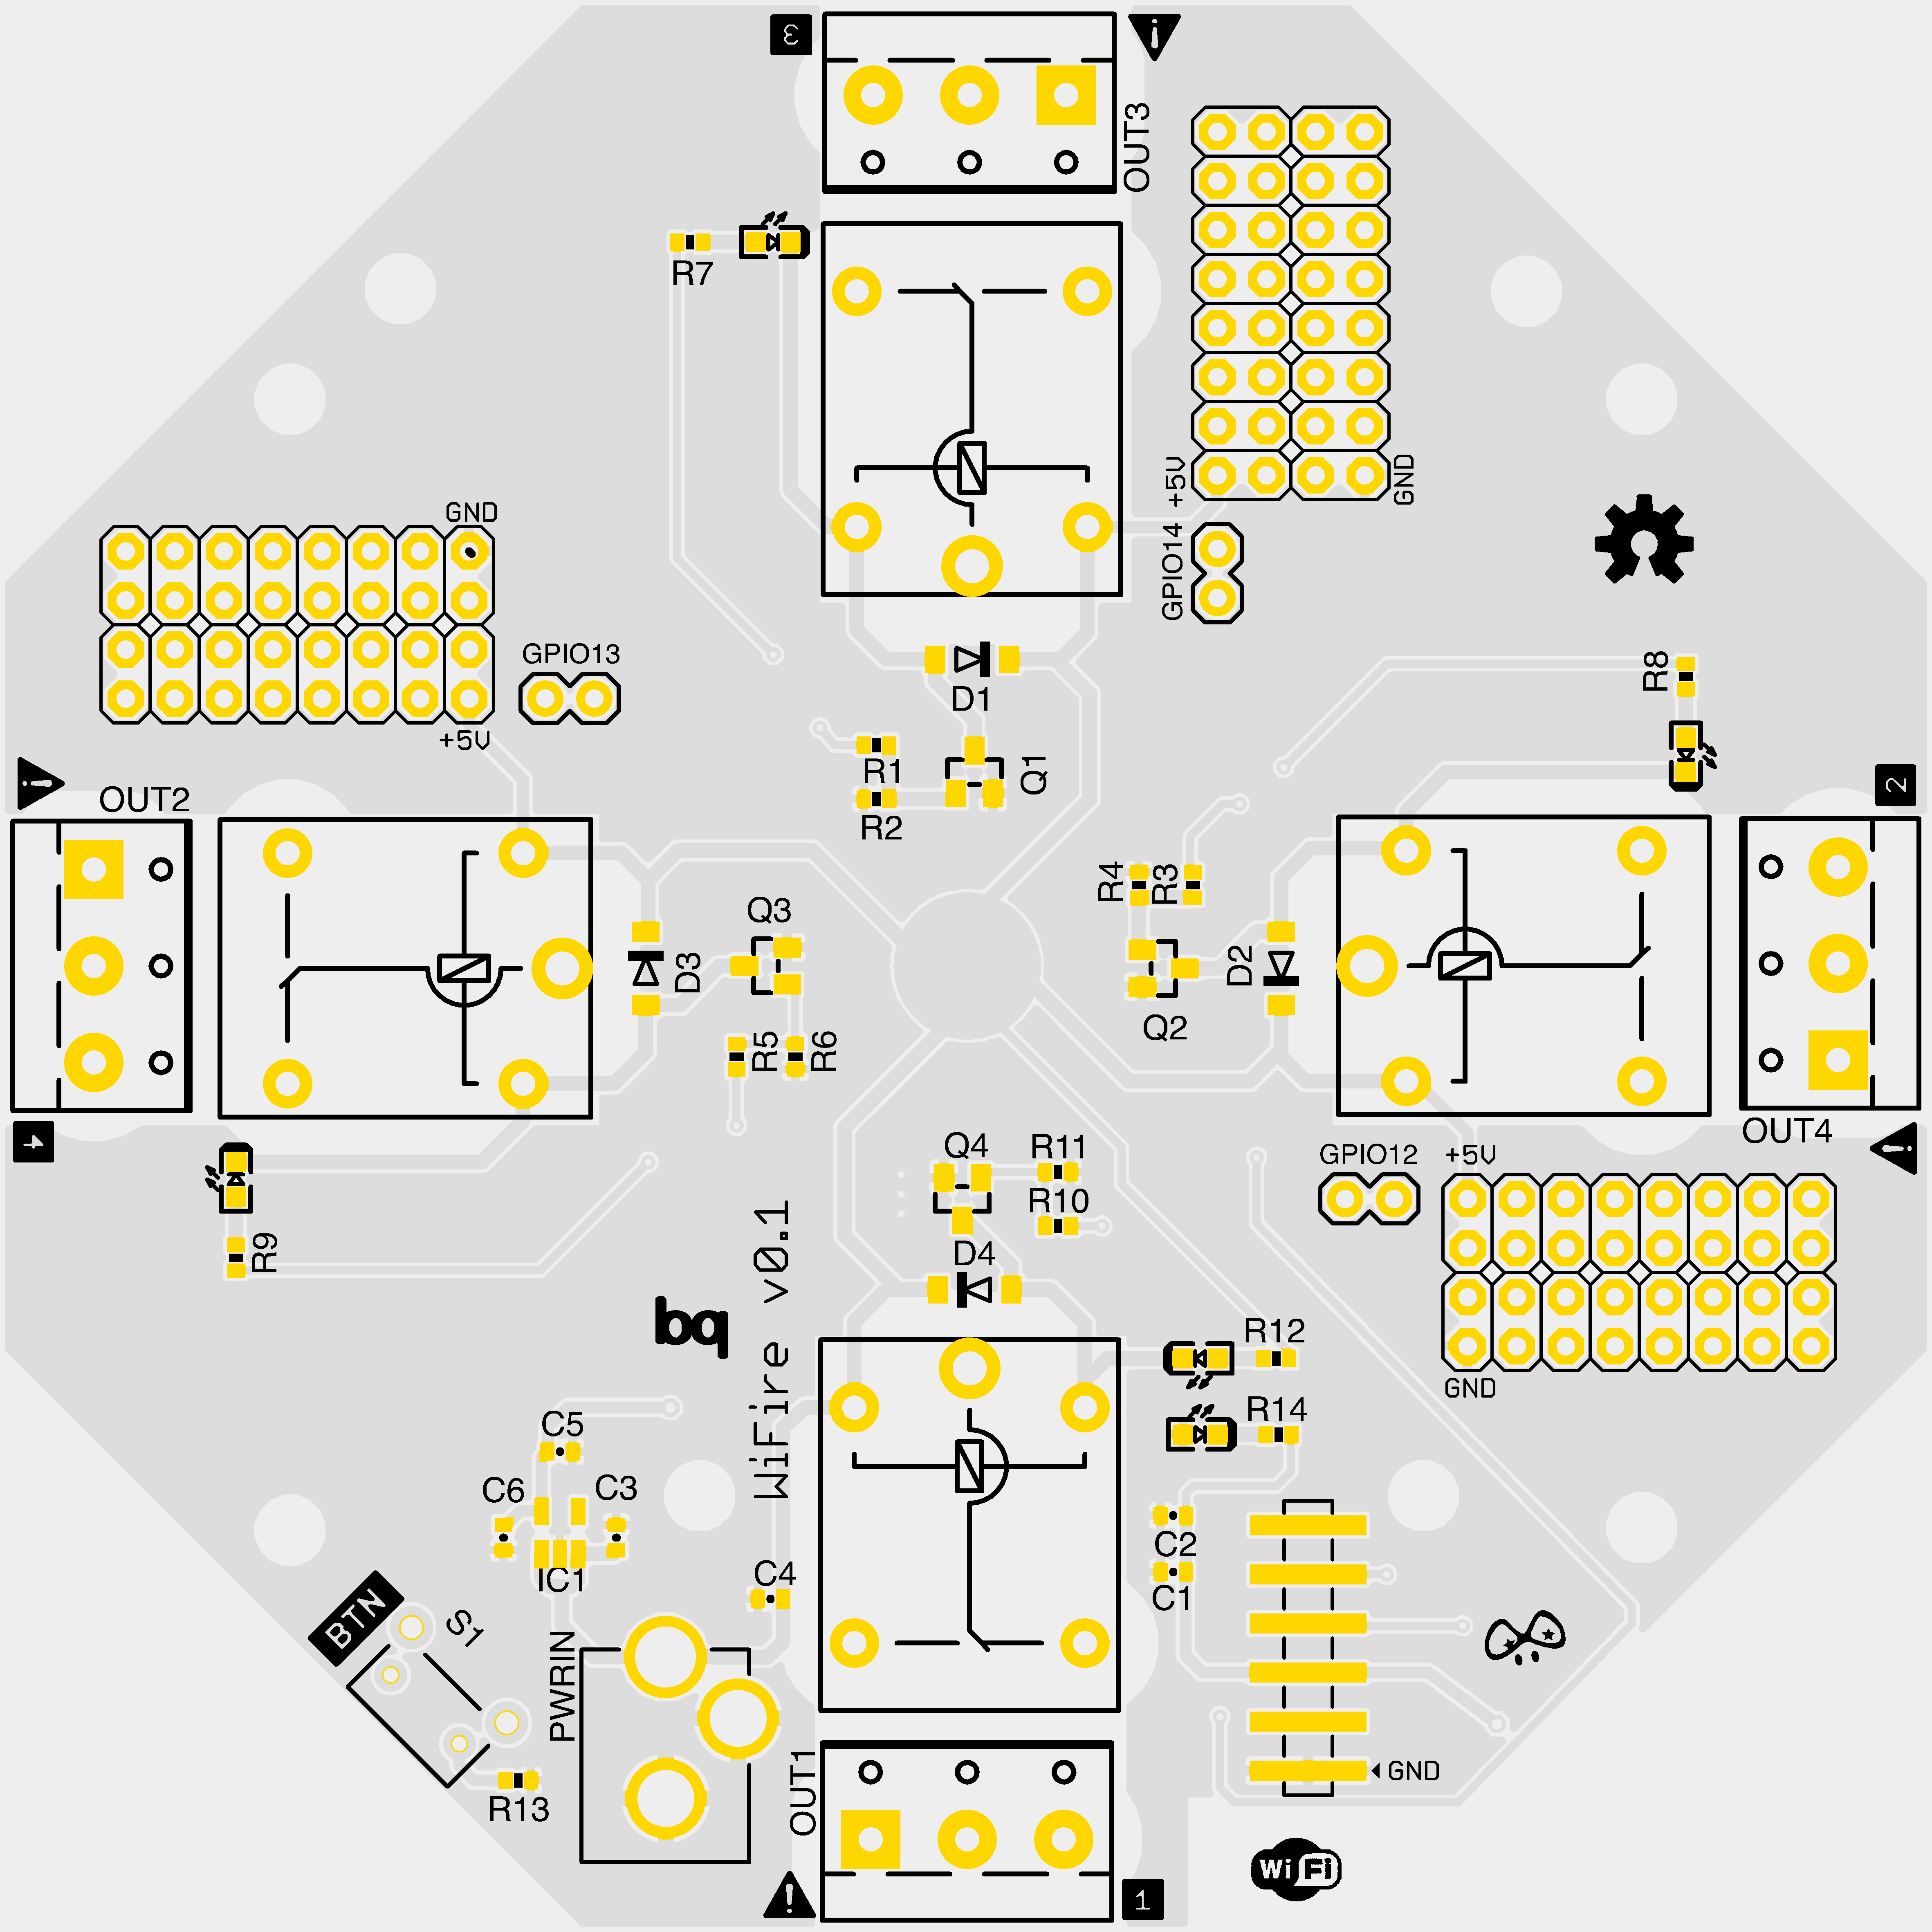 3
OUT3
R7
+5V
GND
GPIO14
GND
GPIO13
+5V
R8
D1
R1
Q1
R2
OUT2
2
R4
R3
Q3
D3
D2
Q2
R5
R6
4
OUT4
GPIO12
+5V
Q4
R11
R10
R9
D4
WiFire v0.1
bq
R12
GND
R14
C5
C6
C3
C2
IC1
C4
C1
BTN
S1
PWRIN
OUT1
GND
R13
WiFi
1